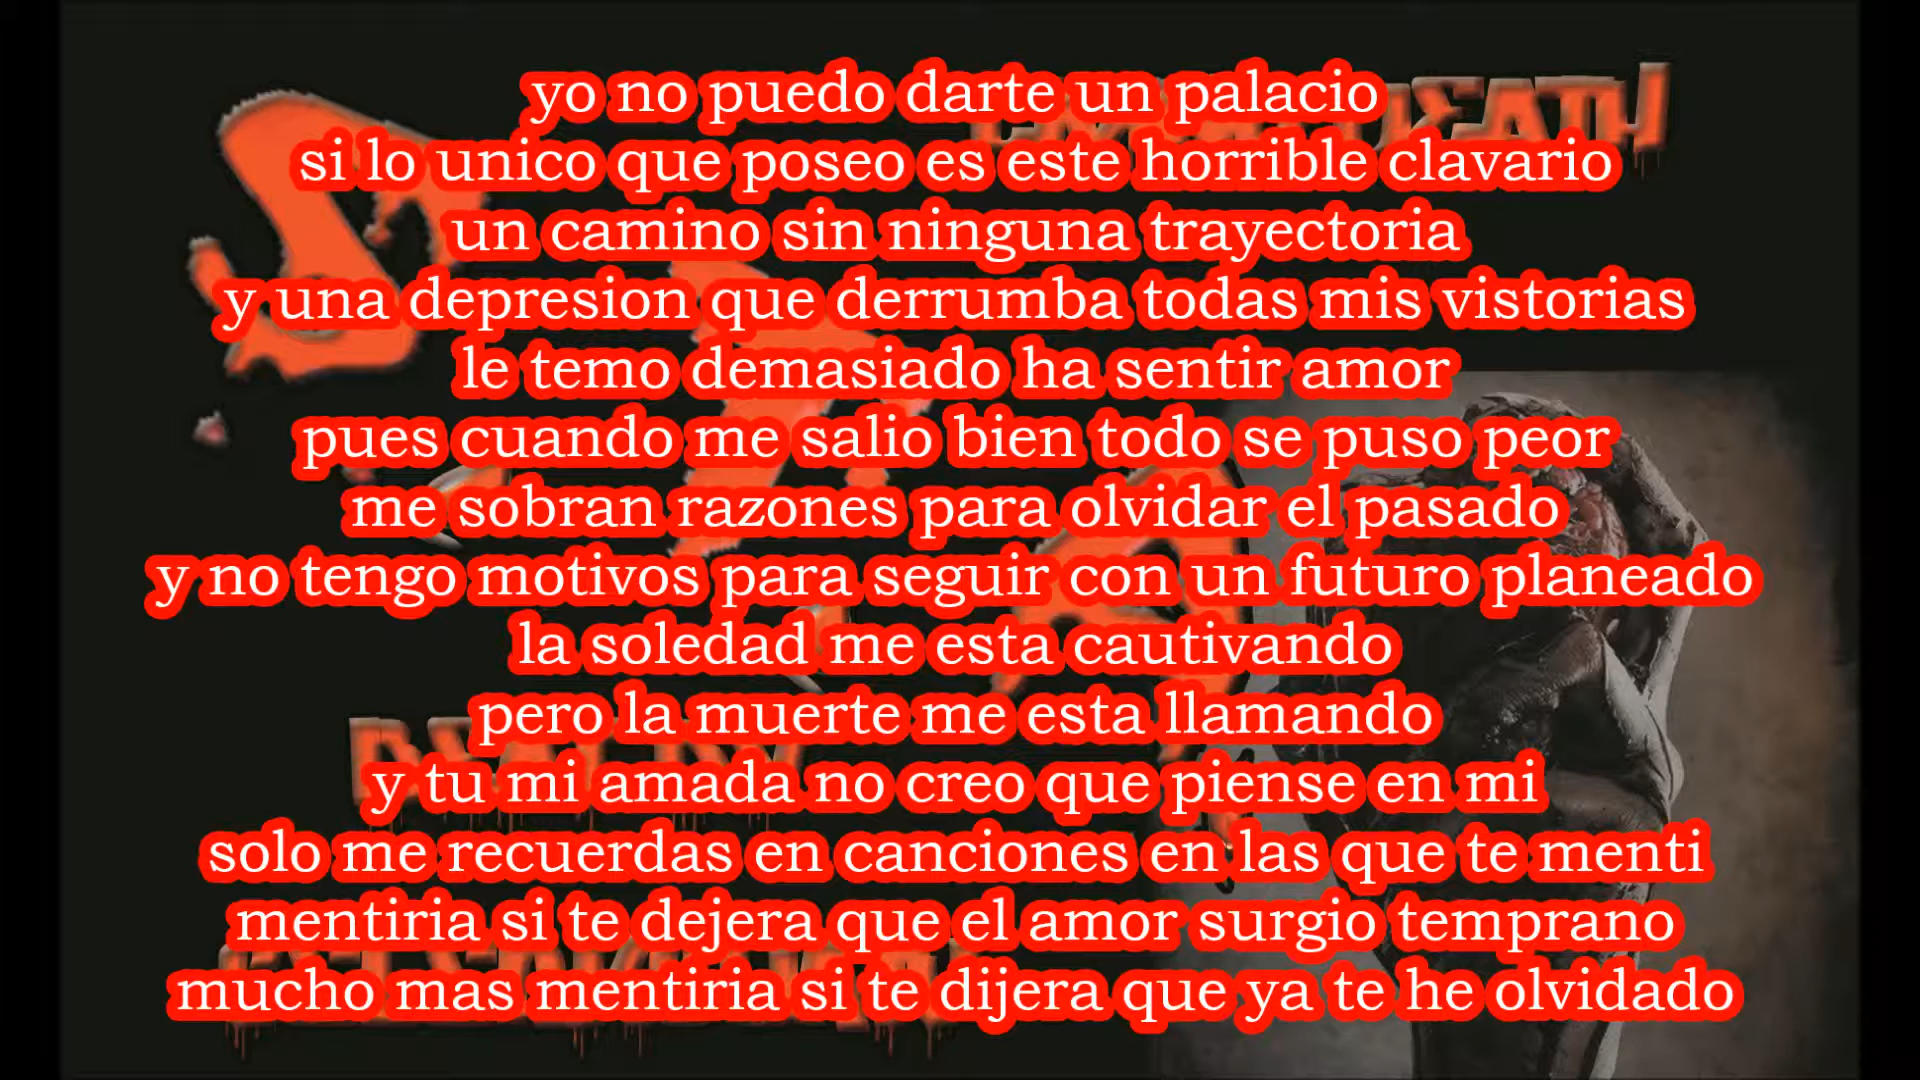 yo no puedo darte un palacio
si lo unico que poseo es este horrible clavario
un camino sin ninguna trayectoria
y una depresion que derrumba todas mis vistorias
le temo demasiado ha sentir amor
pues cuando me salio bien todo se puso peor
me sobran razones para olvidar el pasado
y no tengo motivos para seguir con un futuro planeado
la soledad me esta cautivando
pero la muerte me esta llamando
y tu mi amada no creo que piense en mi
solo me recuerdas en canciones en las que te menti
mentiria si te dejera que el amor surgio temprano
mucho mas mentiria si te dijera que ya te he olvidado